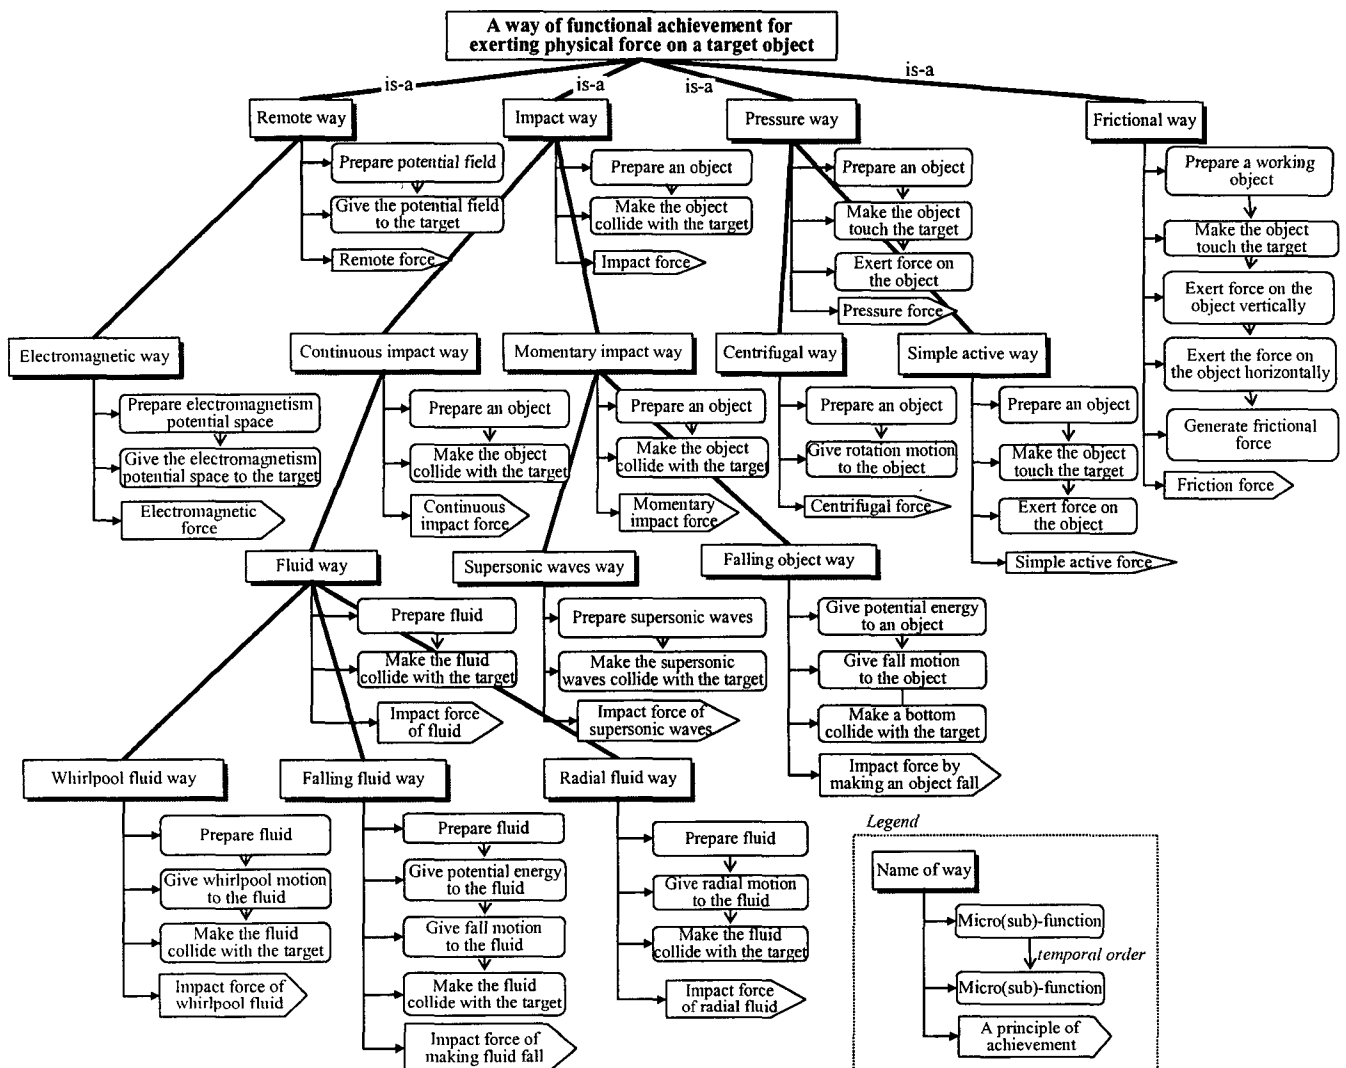 A way of functional achievement for
exerting physical force on a target object
is-a
is-a
is-a
is-a
Remote way
Impact way
Pressure way
Frictional way
Prepare potential field
Give the potential field
to the target
Remote force
Prepare an object
Make the object
collide with the target
Impact force
Prepare an object
Make the object
touch the target
Exert force on
the object
Pressure force
Prepare a working
object
Make the object
touch the target
Exert force on the
object vertically
Exert the force on
the object horizontally
Generate frictional
force
Friction force
Electromagnetic way
Continuous impact way
Momentary impact way
Centrifugal way
Simple active way
Prepare electromagnetism
potential space
Give the electromagnetism
potential space to the target
Electromagnetic
force
Prepare an object
Make the object
collide with the target
Continuous
impact force
Prepare an object
Make the object
collide with the target
Momentary
impact force
Prepare an object
Give rotation motion
to the object
Centrifugal force
Prepare an object
Make the object
touch the target
Exert force on
the object
Simple active force
Fluid way
Supersonic waves way
Falling object way
Prepare fluid
Make the fluid
collide with the target
Impact force
of fluid
Prepare supersonic waves
Make the supersonic
waves collide with the target
Impact force of
supersonic waves
Give potential energy
to an object
Give fall motion
to the object
Make a bottom
collide with the target
Impact force by
making an object fall
Whirlpool fluid way
Falling fluid way
Radial fluid way
Prepare fluid
Give whirlpool motion
to the fluid
Make the fluid
collide with the target
Impact force of
whirlpool fluid
Prepare fluid
Give potential energy
to the fluid
Give fall motion
to the fluid
Make the fluid
collide with the target
Impact force of
making fluid fall
Prepare fluid
Give radial motion
to the fluid
Make the fluid
collide with the target
Impact force
of radial fluid
Legend
Name of way
Micro(sub)-function
temporal order
Micro(sub)-function
A principle of
achievement